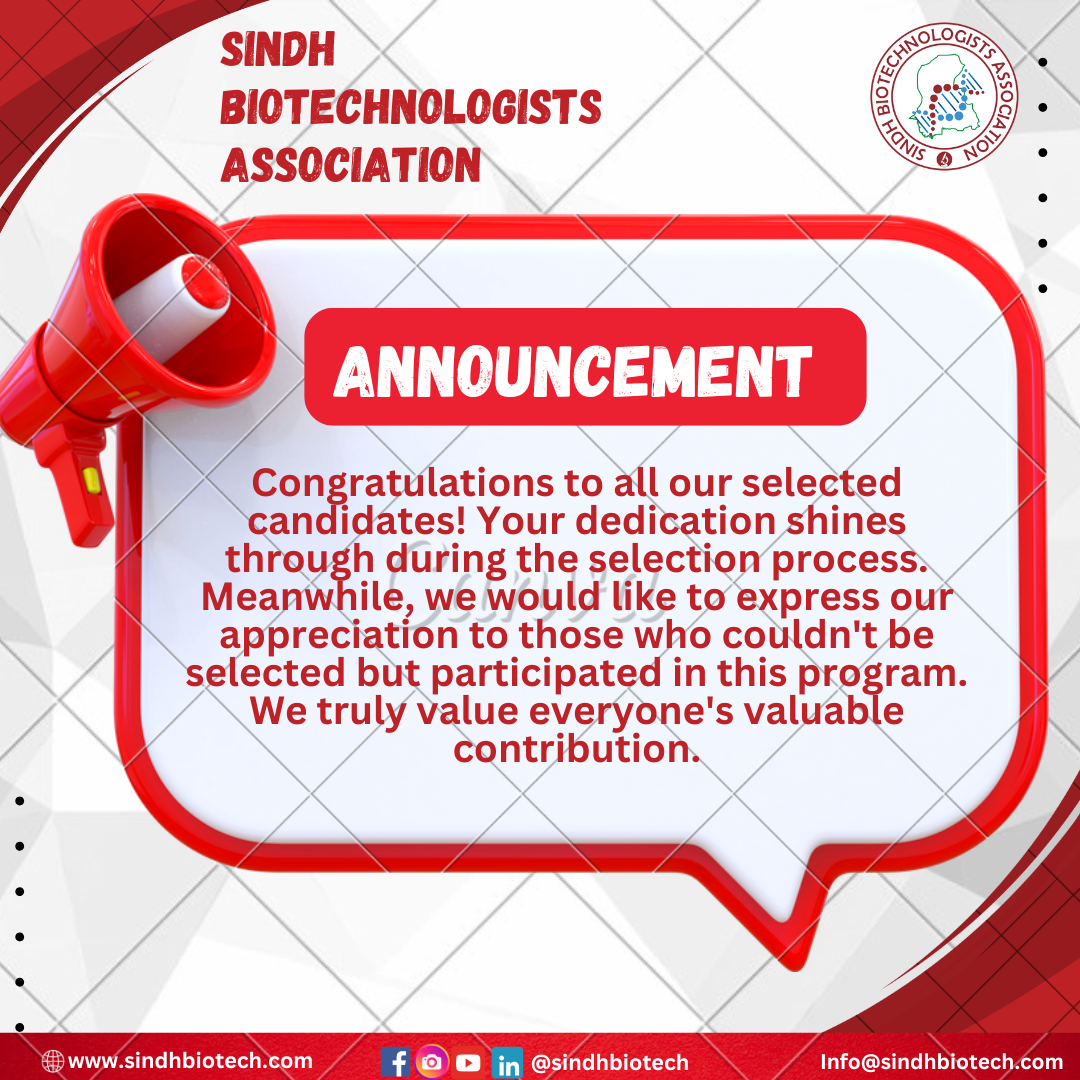 SINDH
BIOTECHNOLOGISTS
ASSOCIATION
SINDH BIOTECHNOLOGISTS ASSOCIATION
ANNOUNCEMENT
Congratulations to all our selected
candidates! Your dedication shines
through during the selection process.
Meanwhile, we would like to express our
appreciation to those who couldn't be
selected but participated in this program.
We truly value everyone's valuable
contribution.
Canva
www.sindhbiotech.com
@sindhbiotech
Info@sindhbiotech.com